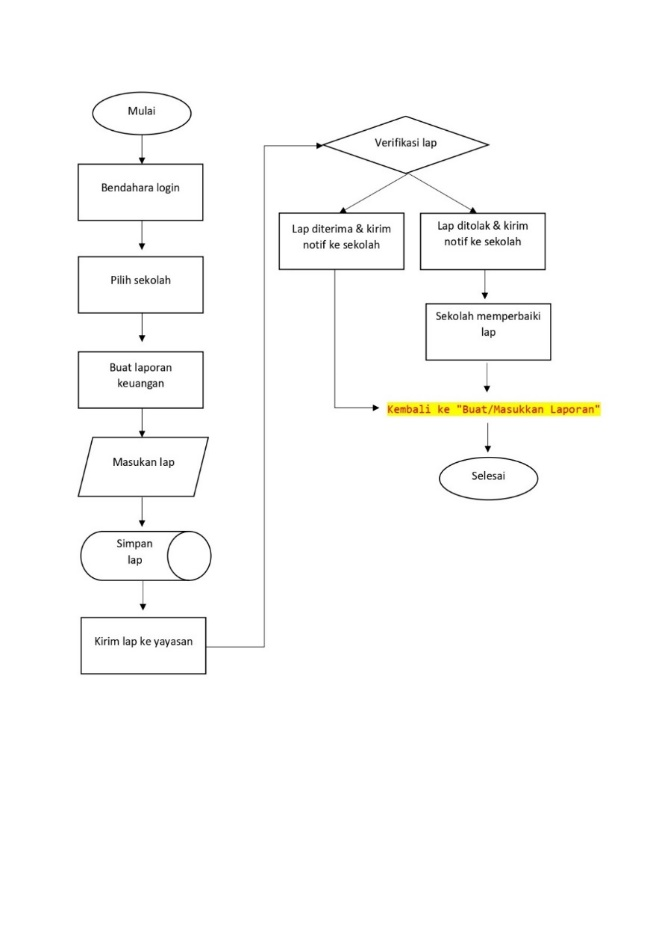 Mulai
Bendahara login
Pilih sekolah
Buat laporan
keuangan
Masukan lap
Simpan
lap
Kirim lap ke yayasan
Verifikasi lap
Lap diterima & kirim
notif ke sekolah
Lap ditolak & kirim
notif ke sekolah
Sekolah memperbaiki
lap
Kembali ke "Buat/Masukkan Laporan"
Selesai